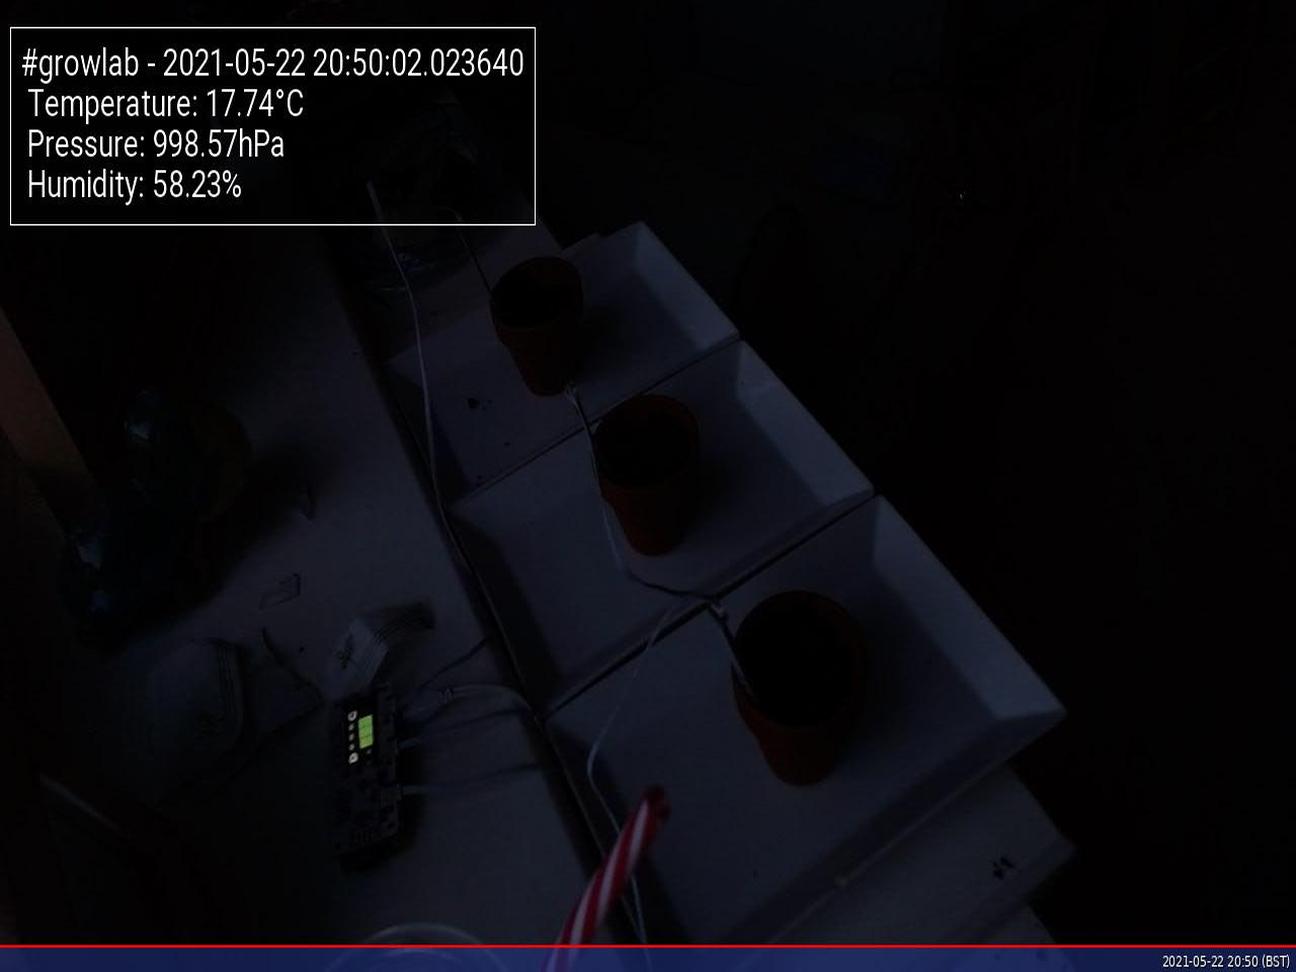 #growlab - 2021-05-22 20:50:02.023640
Temperature: 17.74°C
Pressure: 998.57hPa
Humidity: 58.23%
2021-05-22 20:50 (BST)